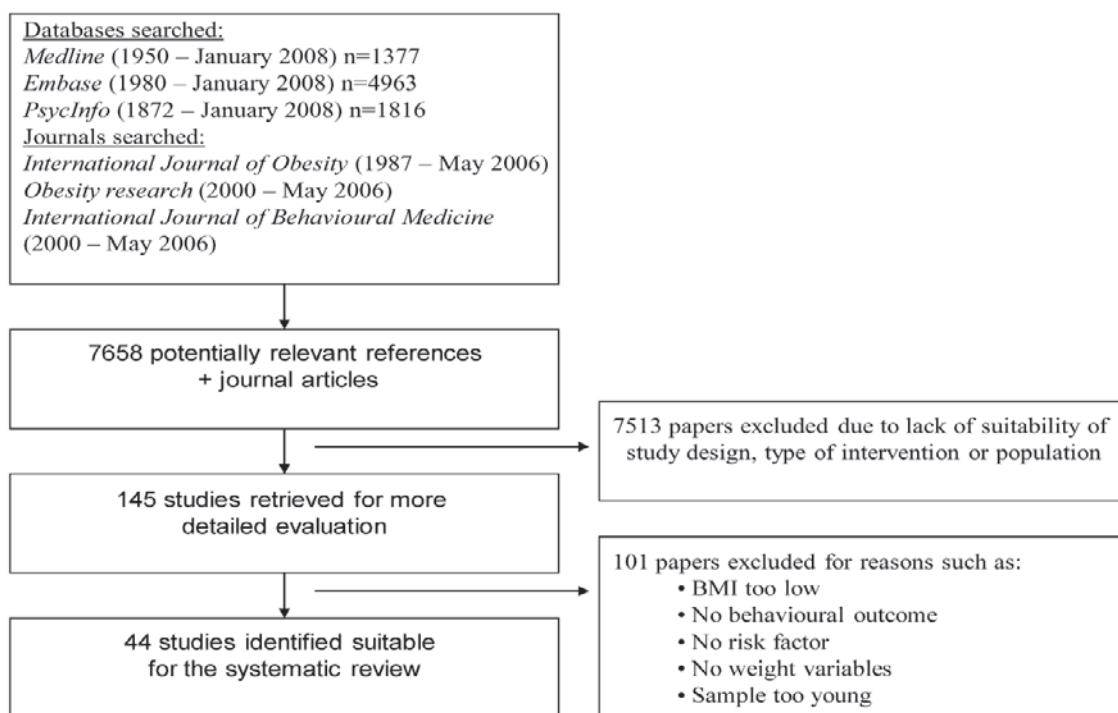 Databases searched:
Medline (1950 – January 2008) n=1377
Embase (1980 – January 2008) n=4963
PsycInfo (1872 – January 2008) n=1816
Journals searched:
International Journal of Obesity (1987 – May 2006)
Obesity research (2000 – May 2006)
International Journal of Behavioural Medicine
(2000 – May 2006)
7658 potentially relevant references
+ journal articles
7513 papers excluded due to lack of suitability of
study design, type of intervention or population
145 studies retrieved for more
detailed evaluation
101 papers excluded for reasons such as:
• BMI too low
• No behavioural outcome
• No risk factor
• No weight variables
• Sample too young
44 studies identified suitable
for the systematic review